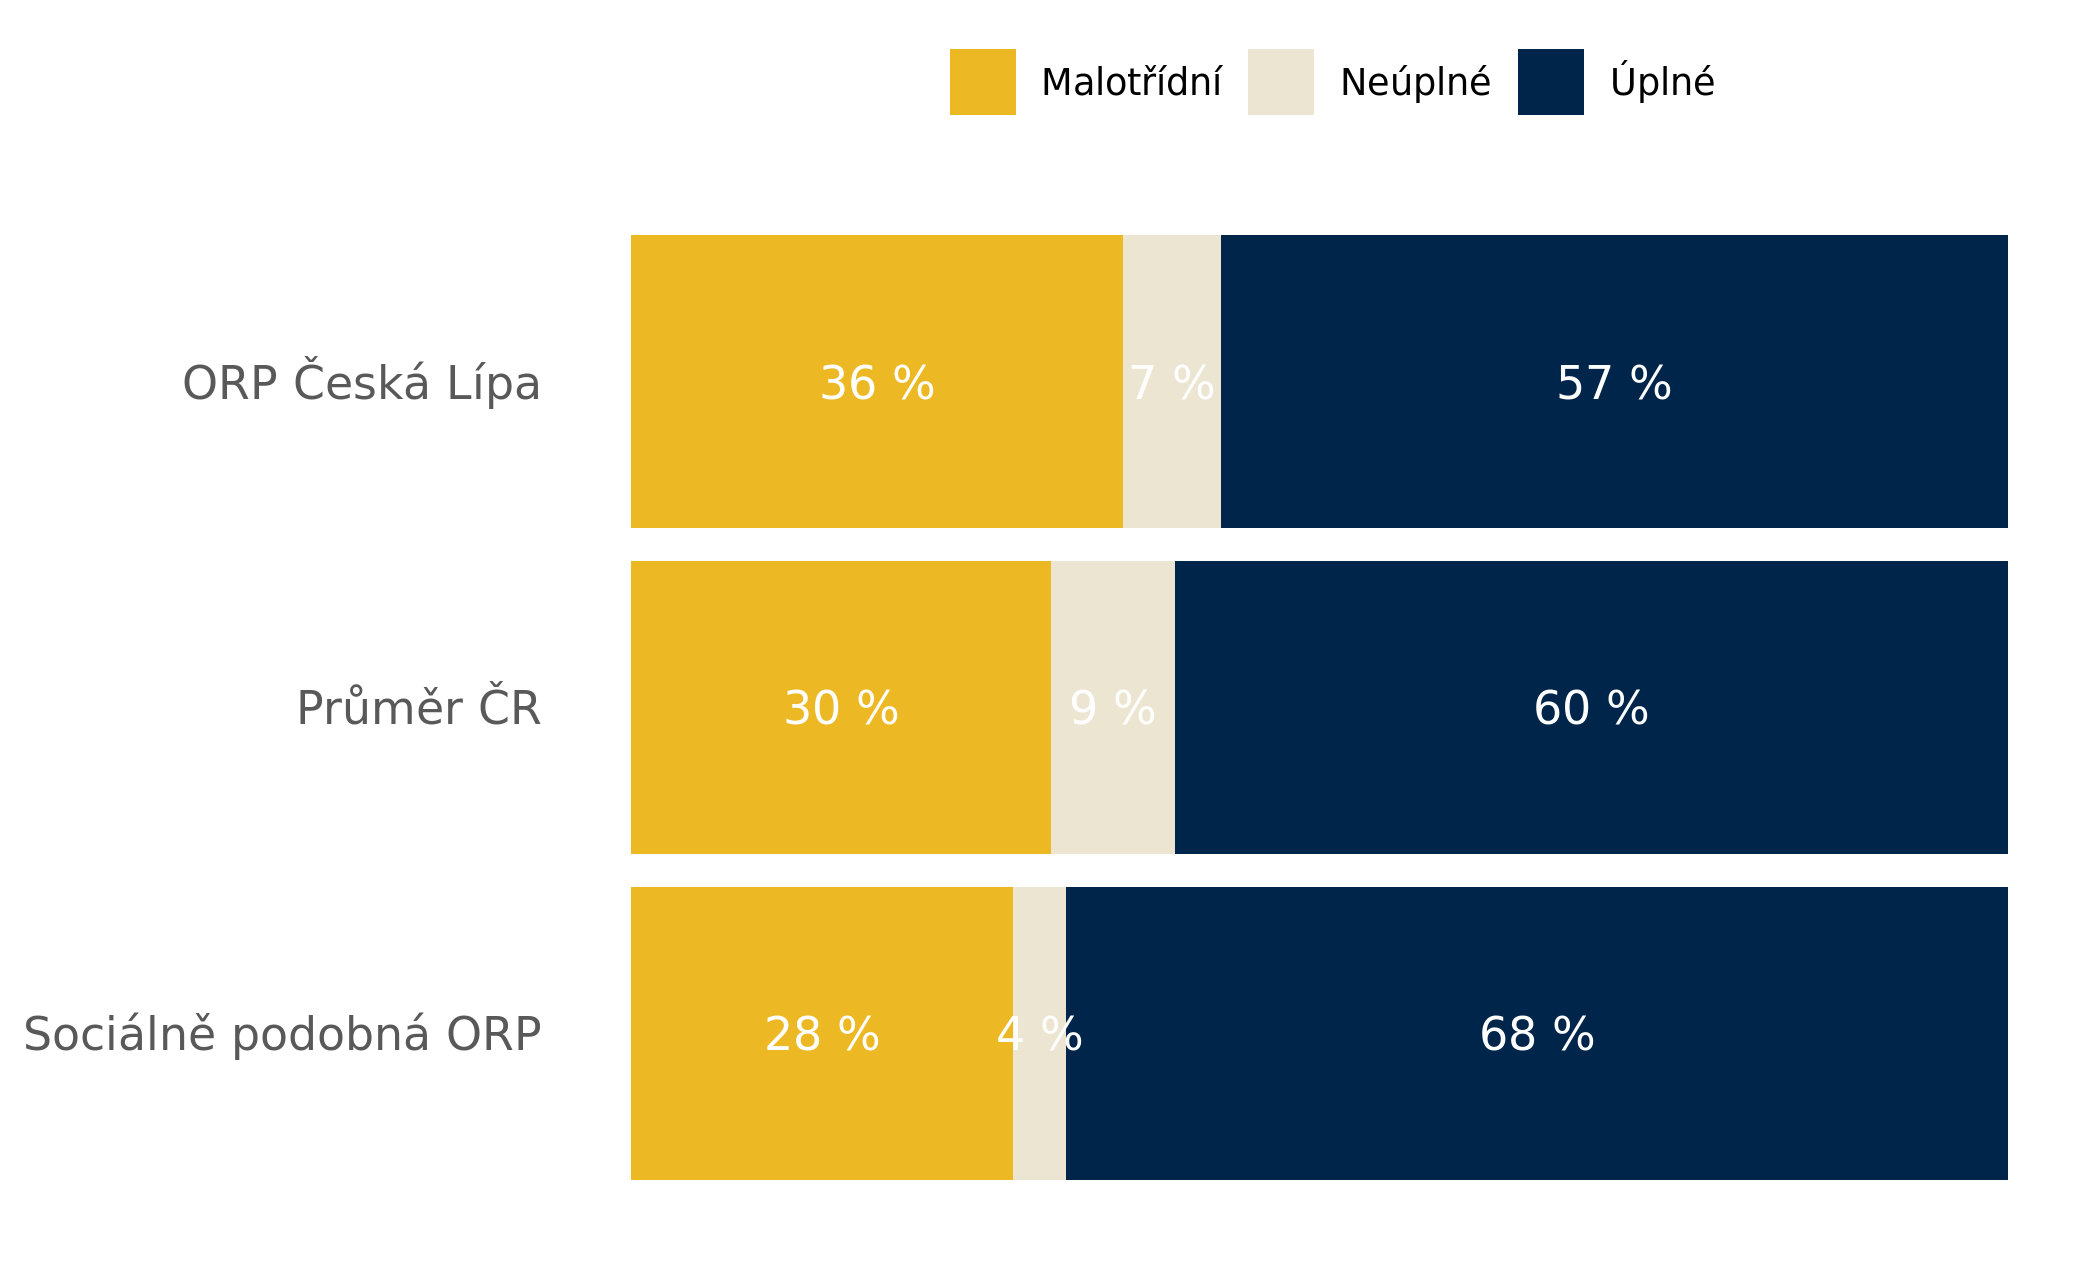 Malotřídní Neúplné Úplné
ORP Česká Lípa 36 % 7 % 57 %
Průměr ČR 30 % 9 % 60 %
Sociálně podobná ORP 28 % 4 % 68 %